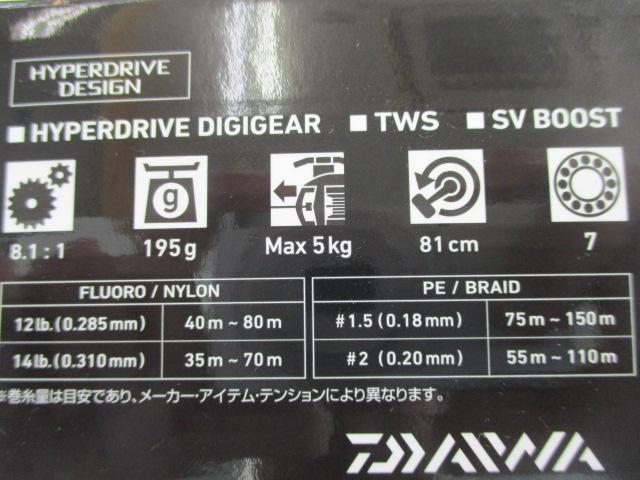 HYPERDRIVE
DESIGN
■ HYPERDRIVE DIGIGEAR ■ TWS ■ SV BOOST
g
8.1 : 1 195g Max 5kg 81cm 7
FLUORO / NYLON PE / BRAID
12lb.(0.285mm) 40m ~ 80m #1.5 (0.18mm) 75m ~ 150m
14lb.(0.310mm) 35m ~ 70m #2 (0.20mm) 55m ~ 110m
※巻糸量は目安であり、メーカー・アイテム・テンションにより異なります。
DAIWA